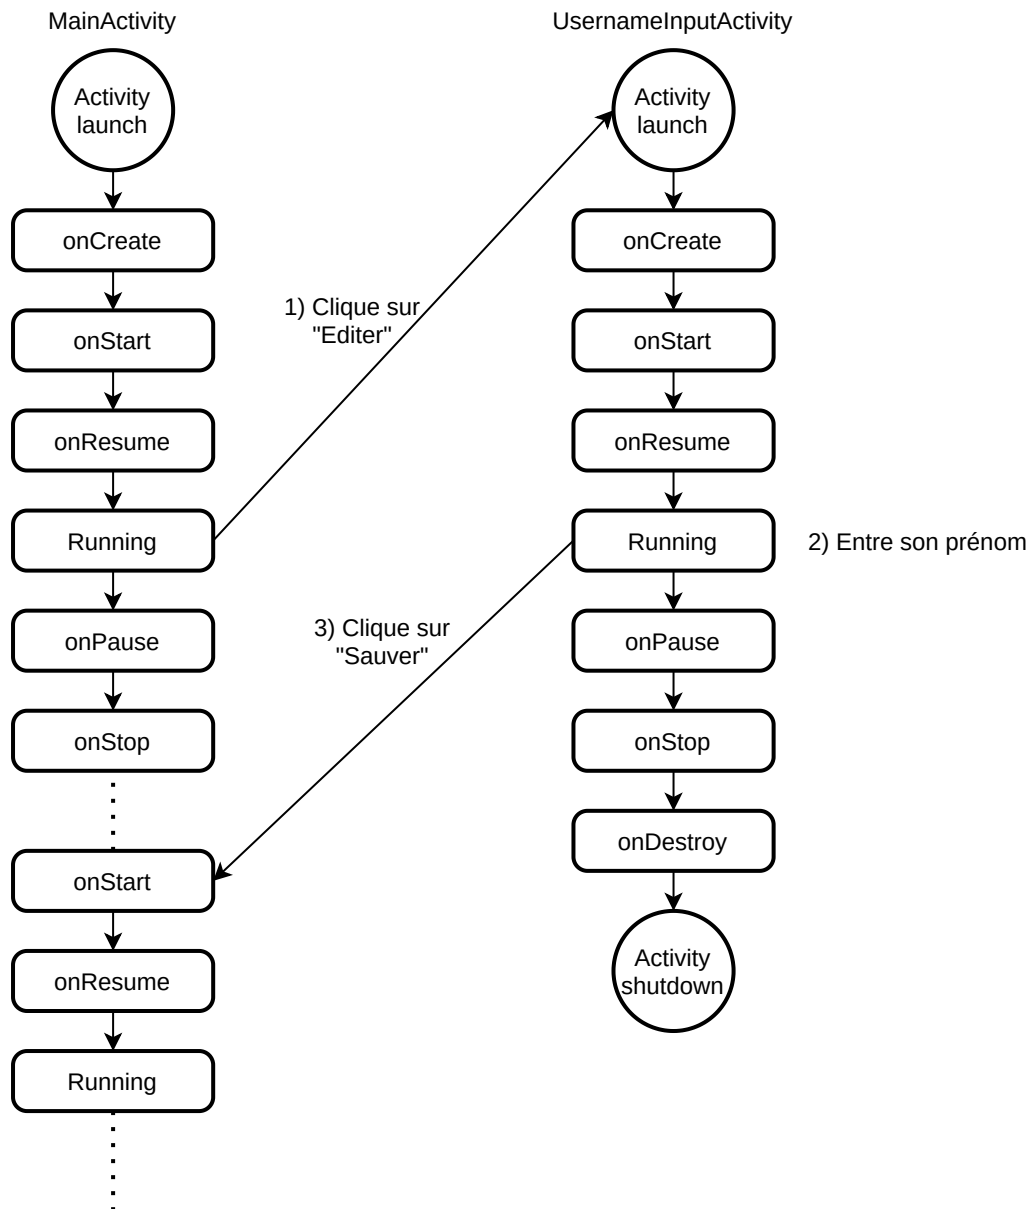 MainActivity
Activity
launch
onCreate
onStart
onResume
Running
onPause
onStop
onStart
onResume
Running
1) Clique sur
"Editer"
3) Clique sur
"Sauver"
UsernameInputActivity
Activity
launch
onCreate
onStart
onResume
Running
2) Entre son prénom
onPause
onStop
onDestroy
Activity
shutdown